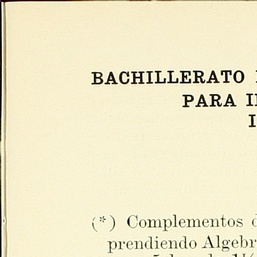 BACHILLERATO
PARA
(*) Complementos
prendiendo Algebr